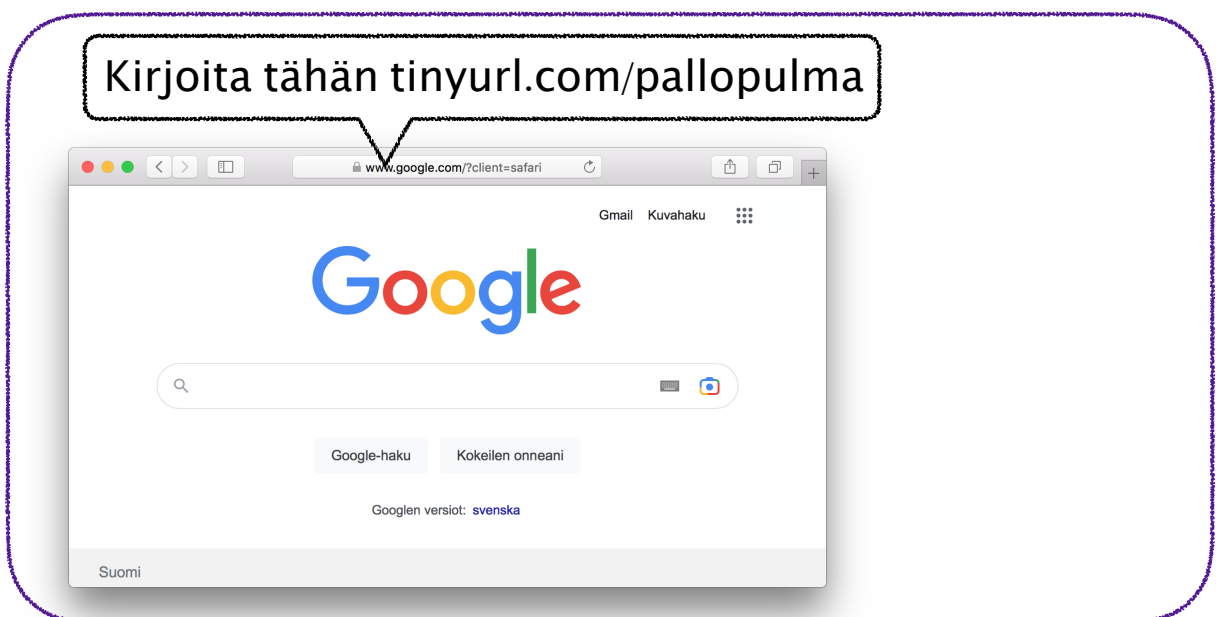 Kirjoita tähän tinyurl.com/pallopulma
www.google.com/?client=safari
Gmail Kuvahaku
Google
Google-haku Kokeilen onneani
Googlen versiot: svenska
Suomi